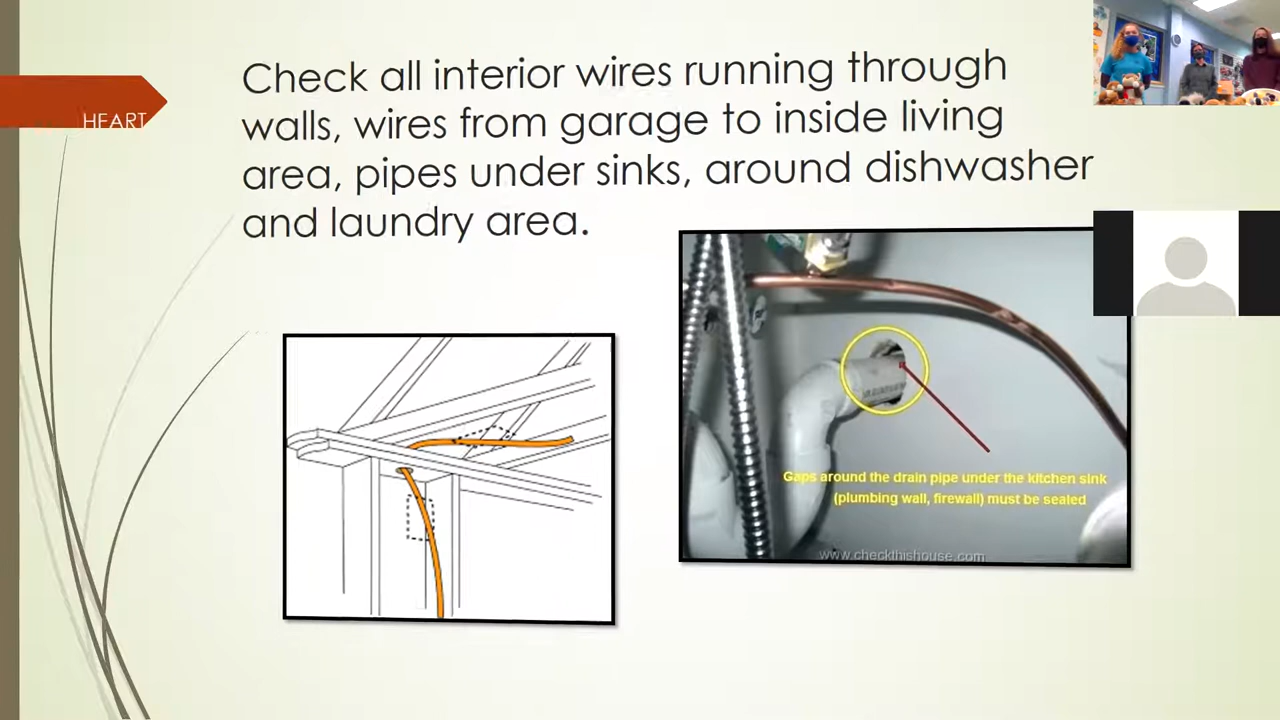 Check all interior wires running through
walls, wires from garage to inside living
area, pipes under sinks, around dishwasher
and laundry area.
HEART
Gaps around the drain pipe under the kitchen sink
(plumbing wall, firewall) must be sealed
www.checkthishouse.com